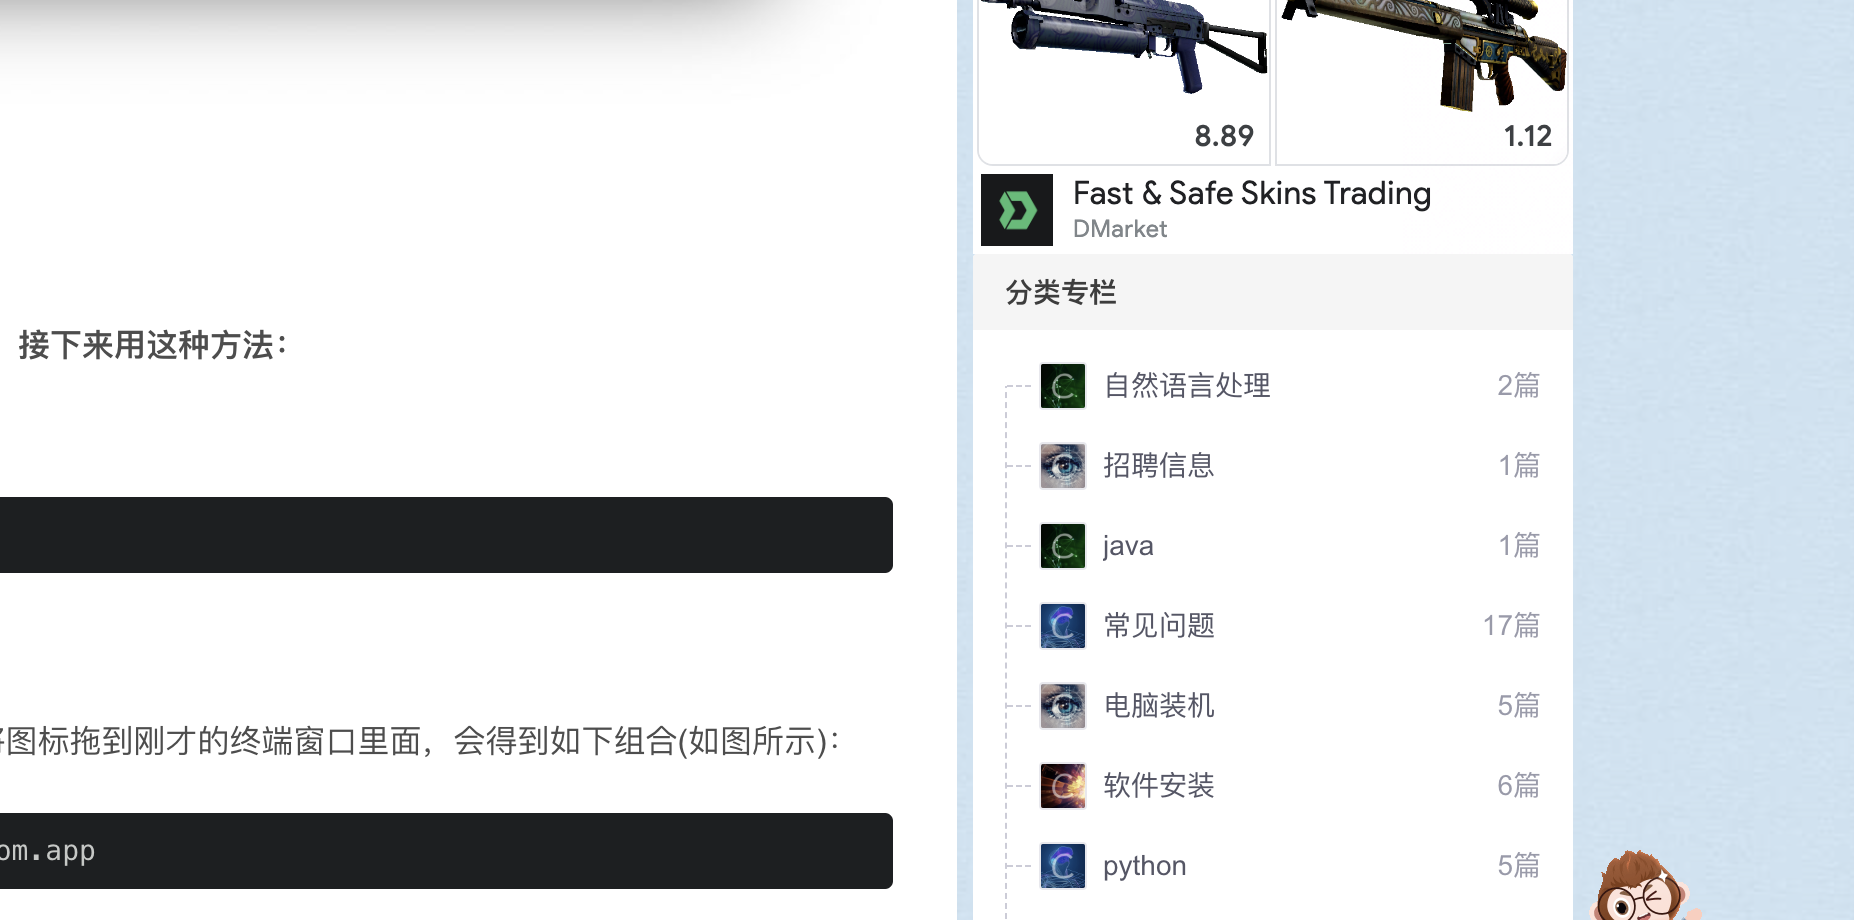 接下来用这种方法：
图标拖到刚才的终端窗口里面，会得到如下组合(如图所示)：
om.app
8.89
1.12
Fast & Safe Skins Trading
DMarket
分类专栏
自然语言处理 2篇
招聘信息 1篇
java 1篇
常见问题 17篇
电脑装机 5篇
软件安装 6篇
python 5篇